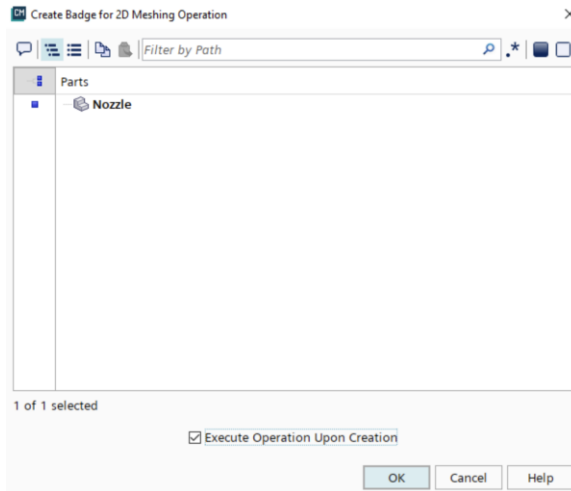 CM Create Badge for 2D Meshing Operation
Filter by Path
.*
Parts
Nozzle
1 of 1 selected
Execute Operation Upon Creation
OK Cancel Help